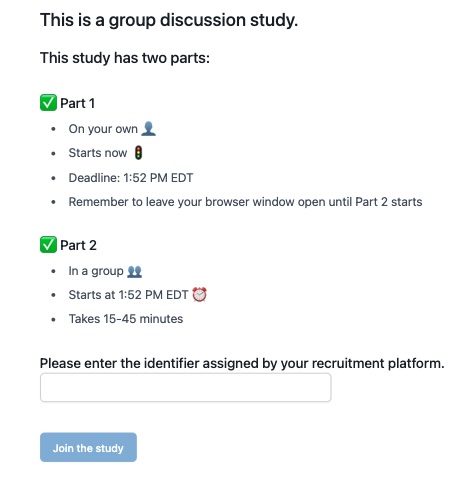 This is a group discussion study.
This study has two parts:
✅ Part 1
• On your own 👤
• Starts now 🚦
• Deadline: 1:52 PM EDT
• Remember to leave your browser window open until Part 2 starts
✅ Part 2
• In a group 👥
• Starts at 1:52 PM EDT ⏰
• Takes 15-45 minutes
Please enter the identifier assigned by your recruitment platform.
Join the study